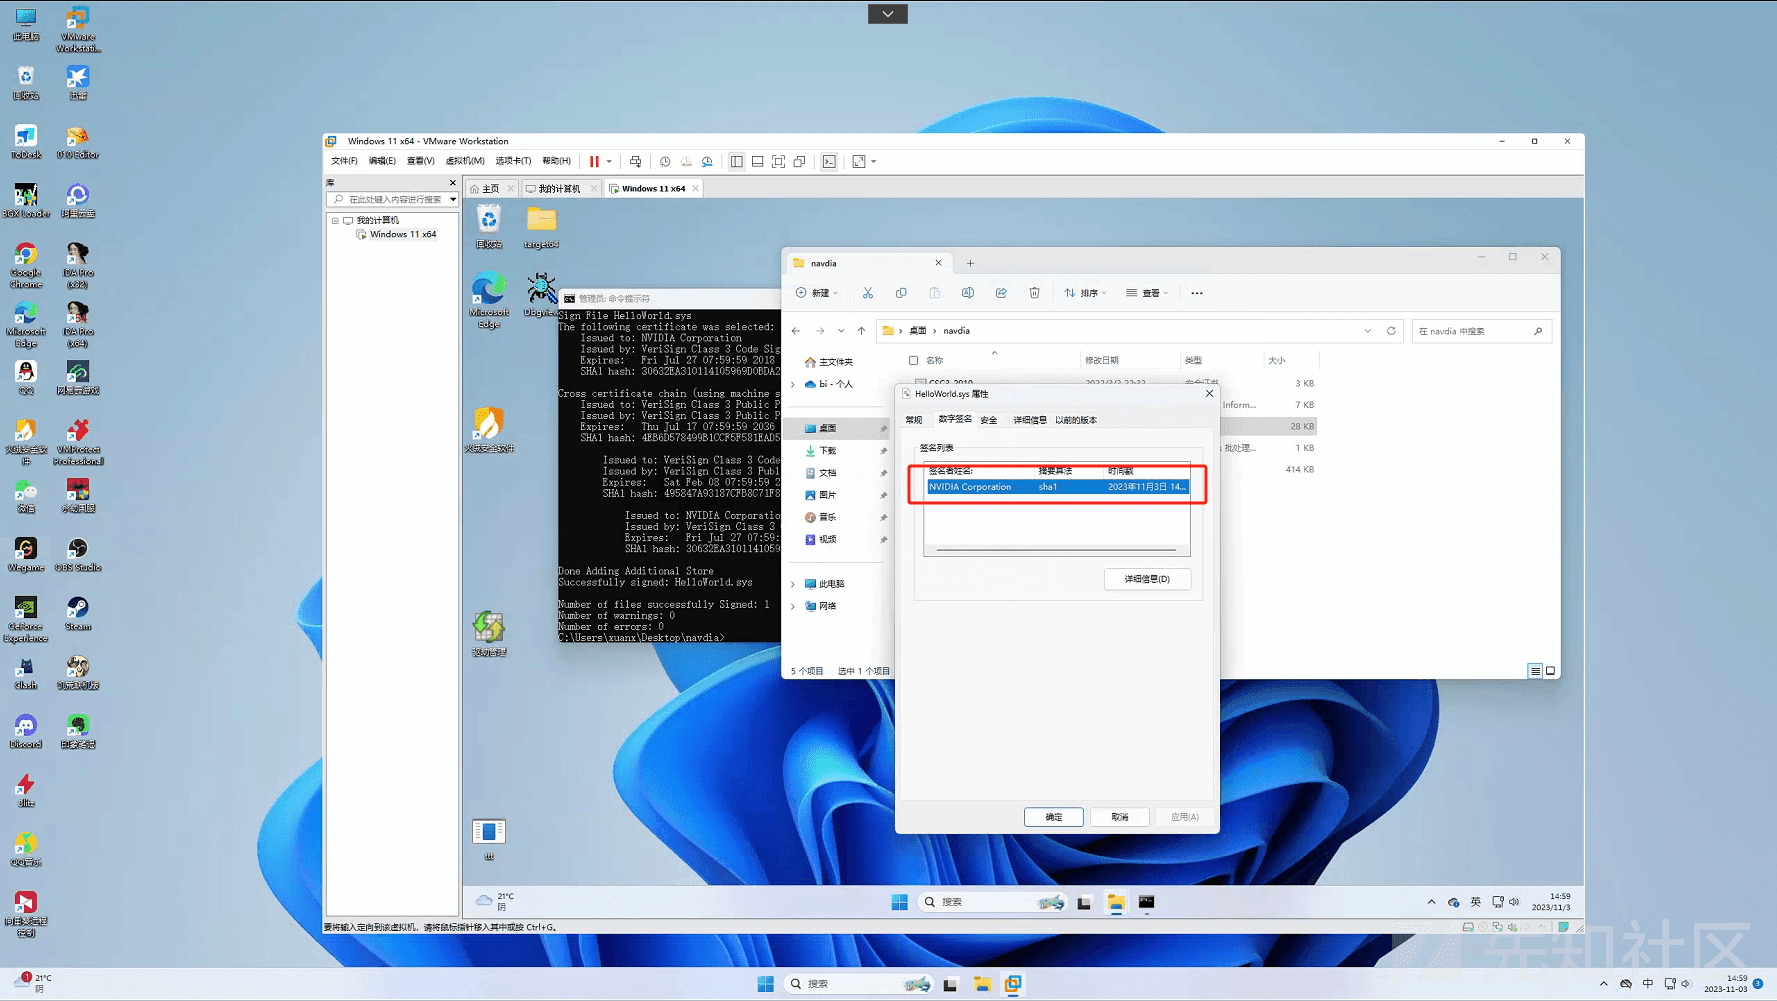 此电脑
VMware
Workstati...
回收站
迅雷
ToDesk
010 Editor
BGX Loader
阿里云盘
Google
Chrome
IDA Pro
(x32)
Microsoft
Edge
IDA Pro
(x64)
QQ
网易云游戏
火绒安全软
件
VMProtect
Professional
微信
Wegame
OBS Studio
GeForce
Experience
Steam
Clash
Discord
印象笔记
Blitz
QQ音乐
向日葵远程
控制
Windows 11 x64 - VMware Workstation
文件(F) 编辑(E) 查看(V) 虚拟机(M) 选项卡(T) 帮助(H)
库
在此处键入内容进行搜索
我的计算机
Windows 11 x64
主页
我的计算机
Windows 11 x64
回收站
target64
Microsoft
Edge
Dbgview
火绒安全软件
驱动管理
ttt
管理员: 命令提示符
Sign File HelloWorld.sys
The following certificate was selected:
Issued to: NVIDIA Corporation
Issued by: VeriSign Class 3 Code Sig
Expires: Fri Jul 27 07:59:59 2018
SHA1 hash: 30632EA310114105969D0BDA2
Cross certificate chain (using machine s
Issued to: VeriSign Class 3 Public P
Issued by: VeriSign Class 3 Public P
Expires: Thu Jul 17 07:59:59 2036
SHA1 hash: 4EB6D578499B1CCF5F581EAD5
Issued to: VeriSign Class 3 Code
Issued by: VeriSign Class 3 Publ
Expires: Sat Feb 08 07:59:59 2
SHA1 hash: 495847A93187CFB8C71F8
Issued to: NVIDIA Corporatio
Issued by: VeriSign Class 3
Expires: Fri Jul 27 07:59:
SHA1 hash: 30632EA3101141059
Done Adding Additional Store
Successfully signed: HelloWorld.sys
Number of files successfully Signed: 1
Number of warnings: 0
Number of errors: 0
C:\Users\xuanx\Desktop\navdia>
navdia
新建
排序
查看
桌面 navdia
在 navdia 中搜索
主文件夹
bi - 个人
桌面
下载
文档
图片
音乐
视频
此电脑
网络
名称 修改日期 类型 大小
3 KB
Inform... 7 KB
28 KB
批处理... 1 KB
414 KB
5 个项目 选中 1 个项目
HelloWorld.sys 属性
常规 数字签名 安全 详细信息 以前的版本
签名列表
签名者姓名: 摘要算法 时间戳
NVIDIA Corporation sha1 2023年11月3日 14...
详细信息(D)
确定 取消 应用(A)
21°C
阴
搜索
英
14:59
2023/11/3
要将输入定向到该虚拟机，请将鼠标指针移入其中或按 Ctrl+G。
先知社区
1
21°C
阴
搜索
中
14:59
2023-11-03
3